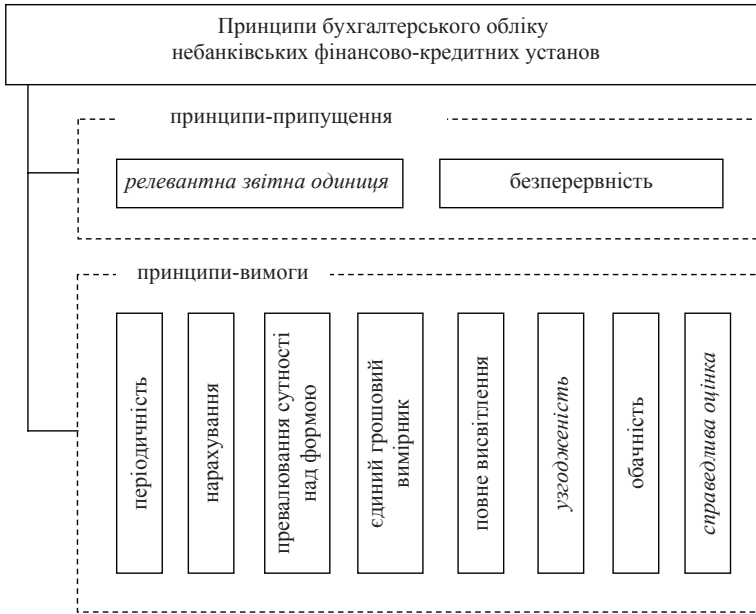 Принципи бухгалтерського обліку
небанківських фінансово-кредитних установ
принципи-припущення
релевантна звітна одиниця
безперервність
принципи-вимоги
періодичність
нарахування
превалювання сутності
над формою
єдиний грошовий
вимірник
повне висвітлення
узгодженість
обачність
справедлива оцінка